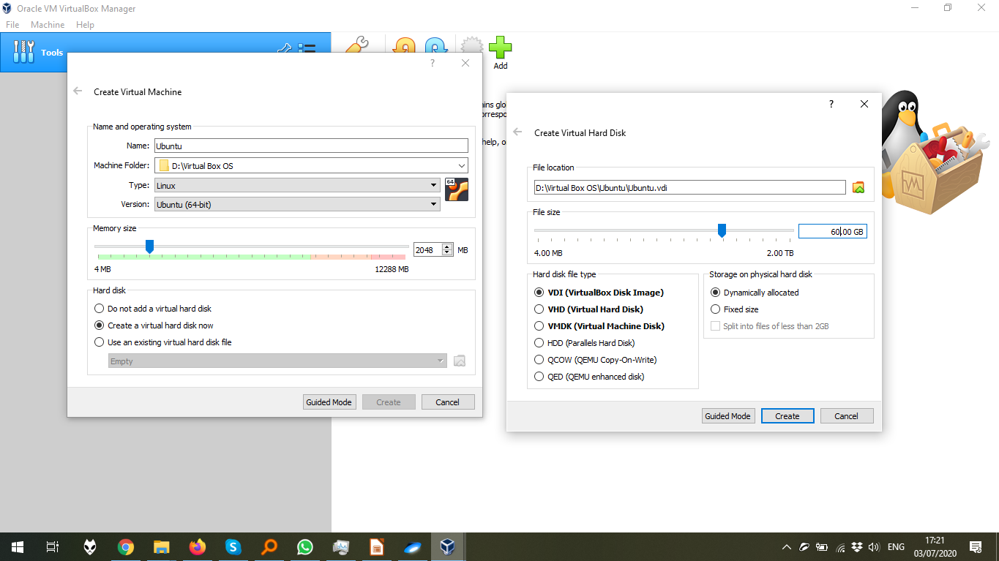 Oracle VM VirtualBox Manager
File Machine Help
Tools
Add
ains glo
orrespo
help, o
?
Create Virtual Machine
Name and operating system
Name: Ubuntu
Machine Folder: D:\Virtual Box OS
Type: Linux
64
Version: Ubuntu (64-bit)
Memory size
2048 MB
4 MB 12288 MB
Hard disk
Do not add a virtual hard disk
Create a virtual hard disk now
Use an existing virtual hard disk file
Empty
Guided Mode Create Cancel
?
Create Virtual Hard Disk
File location
D:\Virtual Box OS\Ubuntu\Ubuntu.vdi
File size
60.00 GB
4.00 MB 2.00 TB
Hard disk file type
VDI (VirtualBox Disk Image)
VHD (Virtual Hard Disk)
VMDK (Virtual Machine Disk)
HDD (Parallels Hard Disk)
QCOW (QEMU Copy-On-Write)
QED (QEMU enhanced disk)
Storage on physical hard disk
Dynamically allocated
Fixed size
Split into files of less than 2GB
Guided Mode Create Cancel
ENG
17:21
03/07/2020